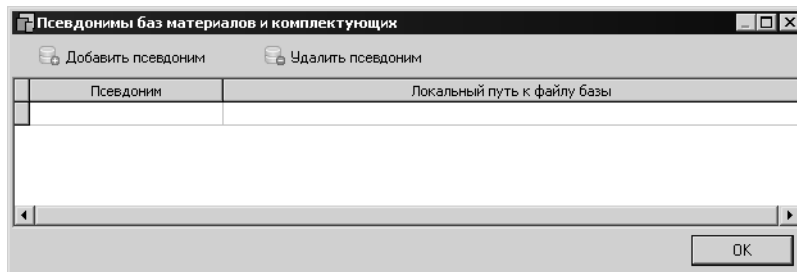 Псевдонимы баз материалов и комплектующих
Добавить псевдоним Удалить псевдоним
Псевдоним Локальный путь к файлу базы
OK